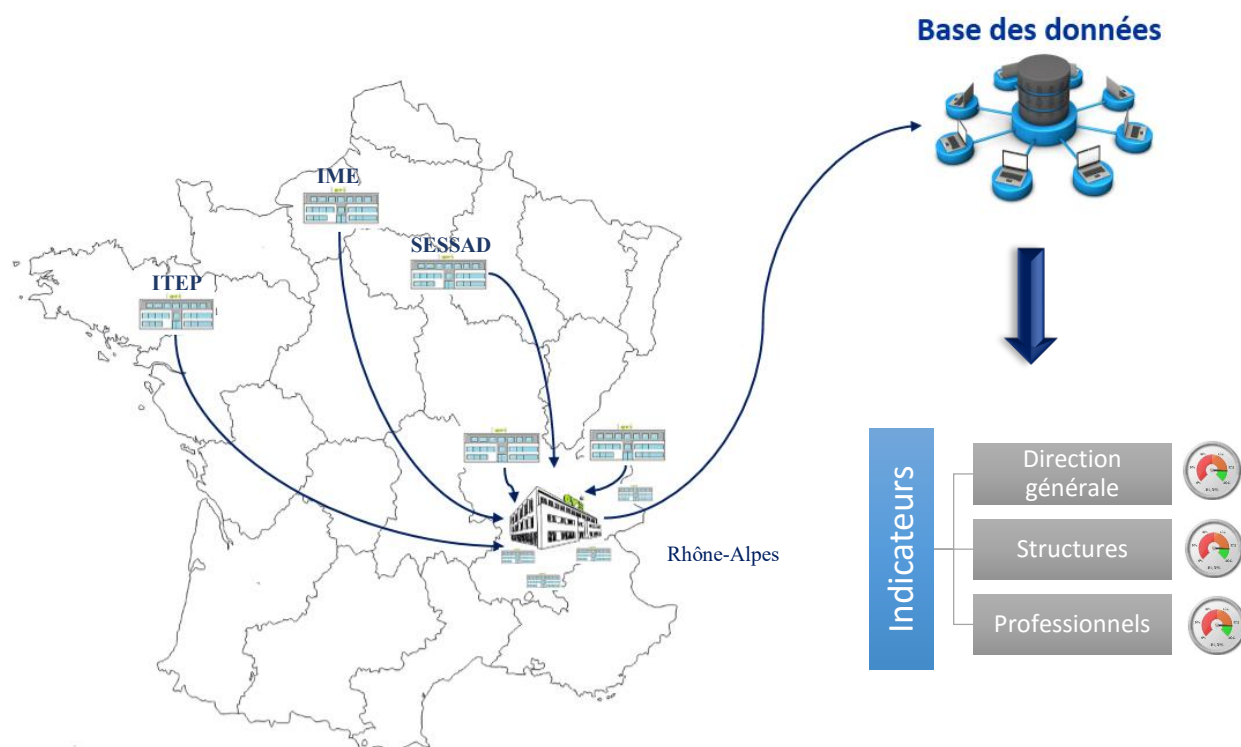 Base des données
IME
SESSAD
ITEP
Rhône-Alpes
Indicateurs
Direction
générale
Structures
Professionnels